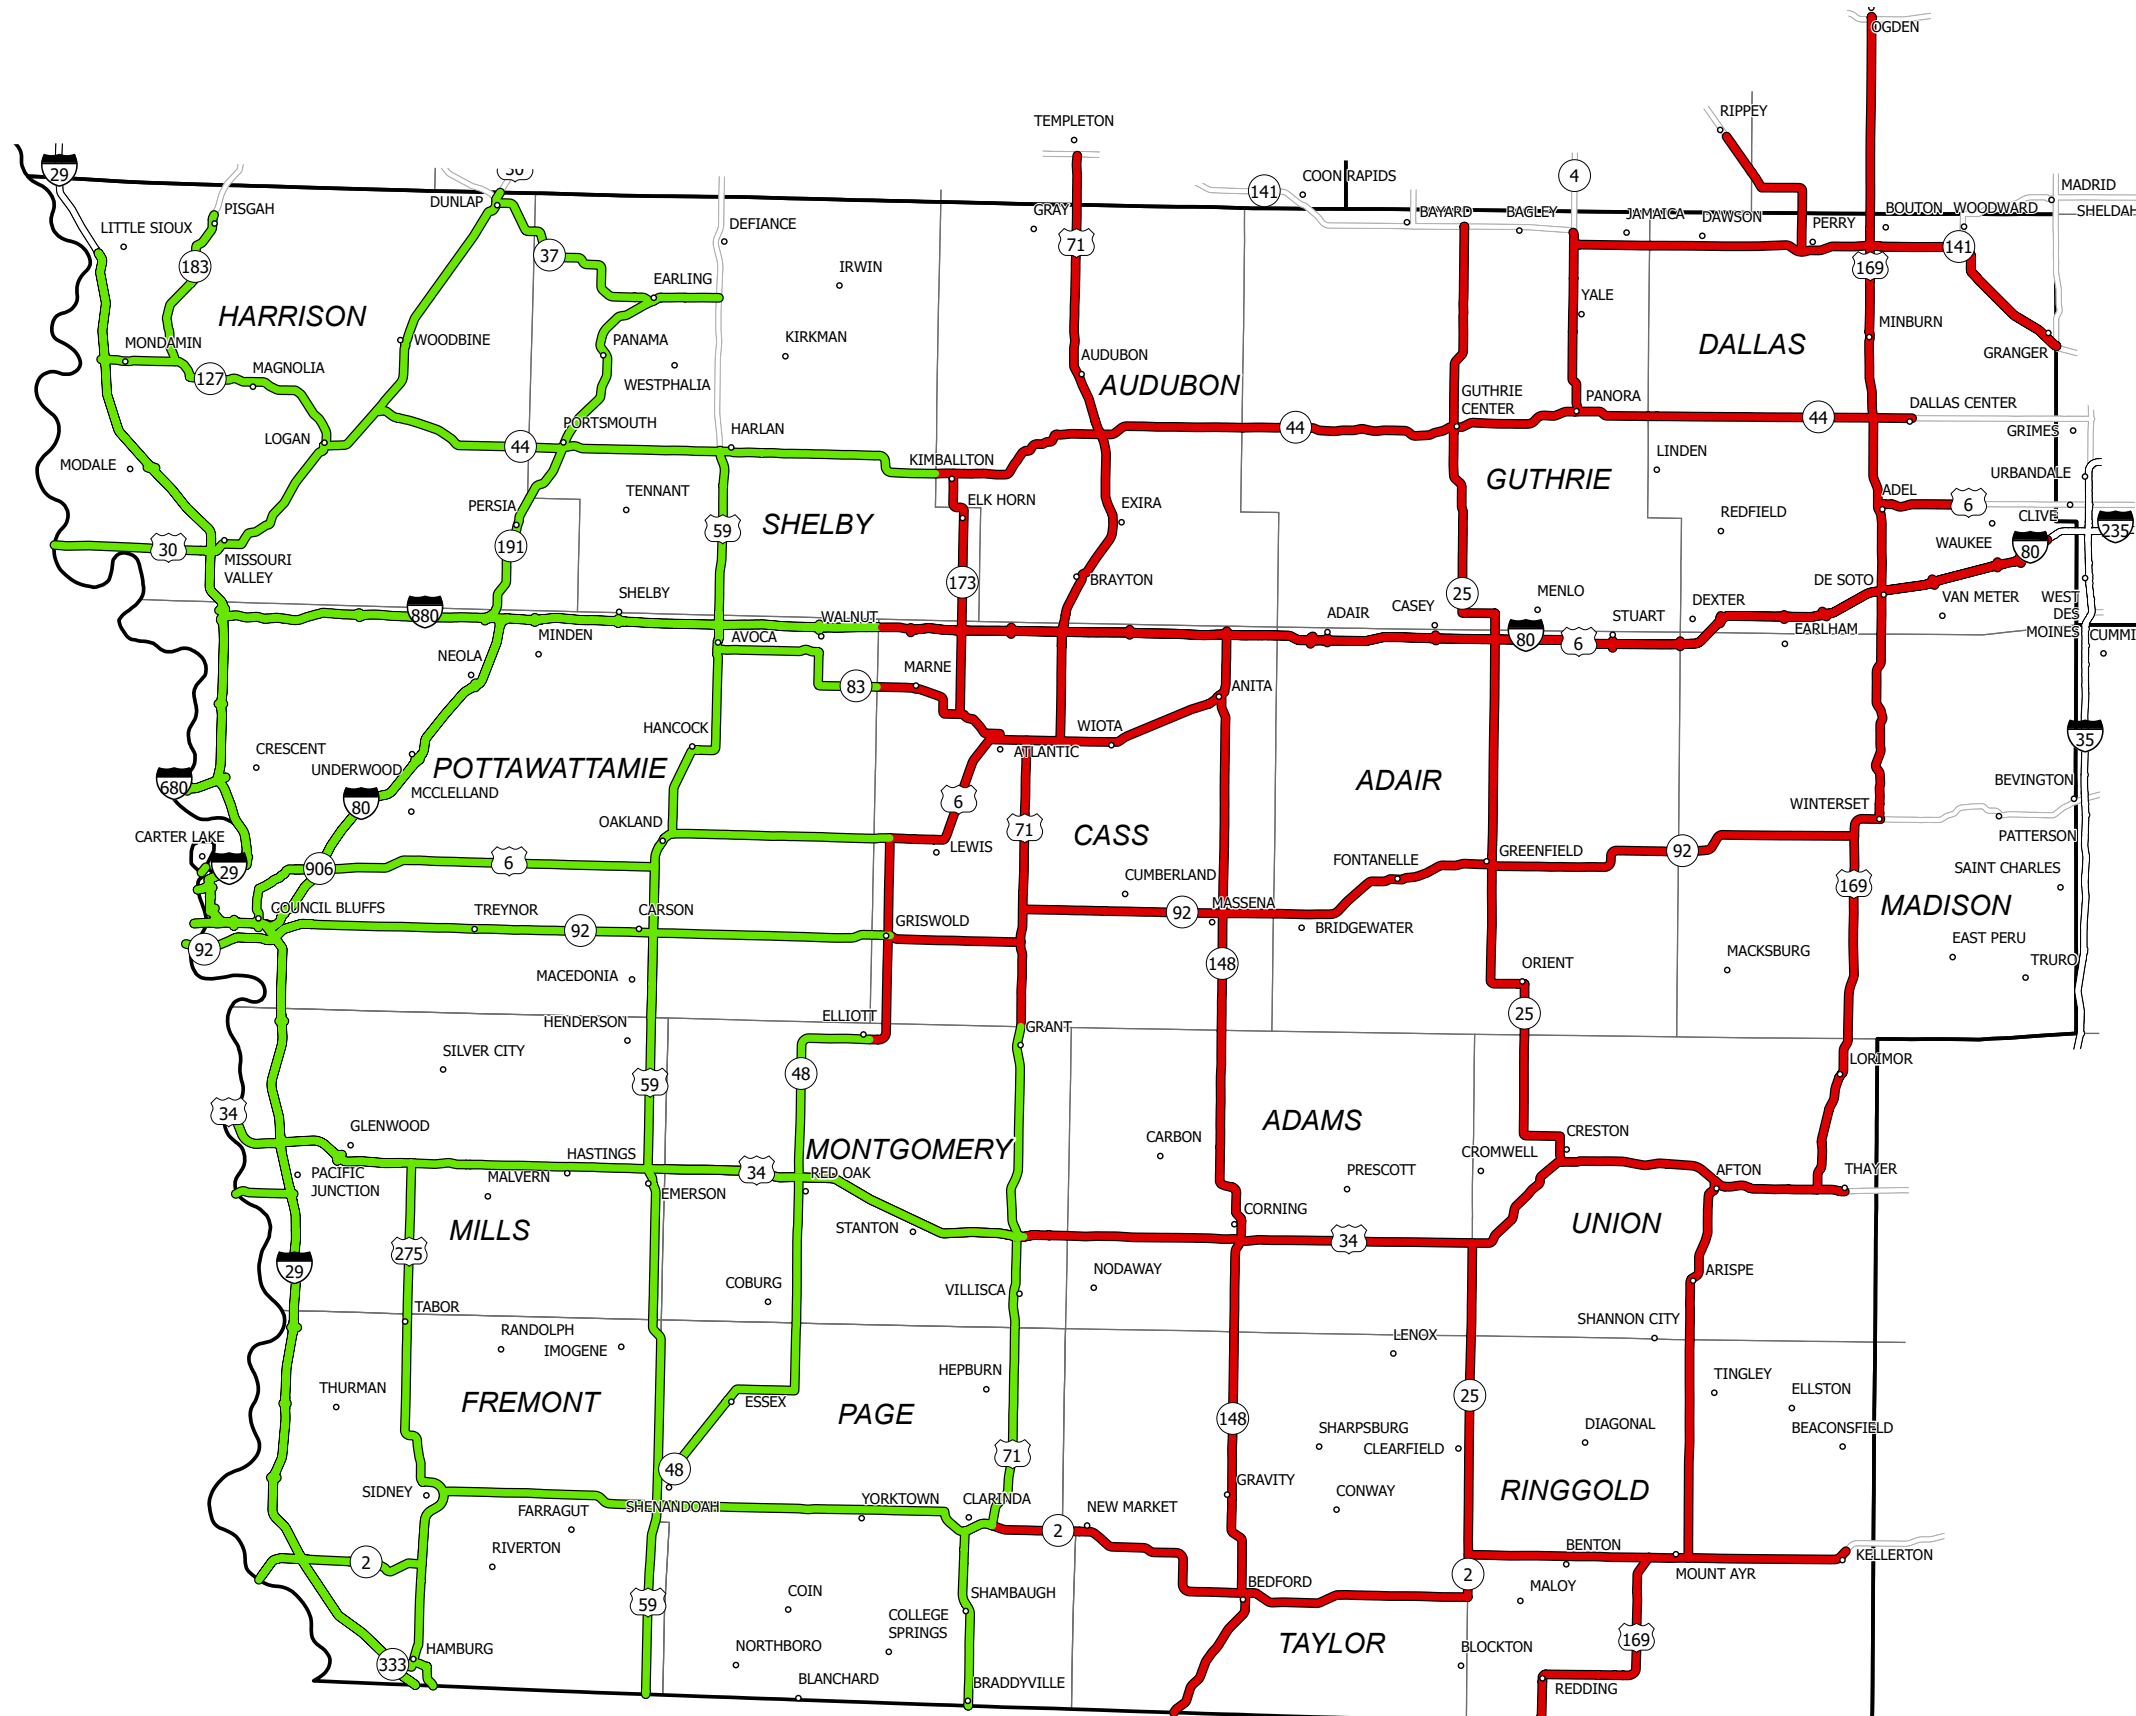 OGDEN
RIPPEY
TEMPLETON
29
30
141
COON RAPIDS
4
MADRID
DUNLAP
PISGAH
LITTLE SIOUX
DEFIANCE
GRAY
BAYARD
BAGLEY
JAMAICA
DAWSON
PERRY
BOUTON
WOODWARD
SHELDAH
183
37
71
141
169
EARLING
IRWIN
YALE
HARRISON
MONDAMIN
WOODBINE
PANAMA
KIRKMAN
MINBURN
DALLAS
GRANGER
127
MAGNOLIA
WESTPHALIA
AUDUBON
AUDUBON
GUTHRIE
CENTER
PANORA
DALLAS CENTER
LOGAN
44
PORTSMOUTH
HARLAN
44
44
GRIMES
MODALE
KIMBALLTON
LINDEN
URBANDALE
PERSIA
TENNANT
ELK HORN
EXIRA
GUTHRIE
ADEL
6
SHELBY
59
REDFIELD
CLIVE
235
30
191
WAUKEE
80
MISSOURI
VALLEY
173
BRAYTON
25
MENLO
DE SOTO
880
SHELBY
WALNUT
ADAIR
CASEY
STUART
DEXTER
VAN METER
WEST
DES
MOINES
MINDEN
AVOCA
80
6
EARLHAM
CUMMI
NEOLA
MARNE
83
ANITA
HANCOCK
WIOTA
35
CRESCENT
UNDERWOOD
POTTAWATTAMIE
ATLANTIC
ADAIR
BEVINGTON
680
80
MCCLELLAND
6
WINTERSET
CARTER LAKE
OAKLAND
71
CASS
PATTERSON
29
906
6
LEWIS
FONTANELLE
GREENFIELD
92
SAINT CHARLES
CUMBERLAND
169
COUNCIL BLUFFS
TREYNOR
CARSON
GRISWOLD
92
MASSENA
MADISON
92
92
BRIDGEWATER
EAST PERU
MACEDONIA
148
ORIENT
MACKSBURG
TRURO
HENDERSON
ELLIOTT
GRANT
25
SILVER CITY
48
59
LORIMOR
34
GLENWOOD
MONTGOMERY
ADAMS
CARBON
CROMWELL
CRESTON
HASTINGS
34
RED OAK
PRESCOTT
AFTON
THAYER
PACIFIC
JUNCTION
MALVERN
EMERSON
CORNING
MILLS
STANTON
34
UNION
275
29
COBURG
VILLISCA
NODAWAY
ARISPE
TABOR
SHANNON CITY
RANDOLPH
IMOGENE
LENOX
HEPBURN
TINGLEY
THURMAN
FREMONT
ESSEX
PAGE
25
ELLSTON
148
SHARPSBURG
CLEARFIELD
DIAGONAL
BEACONSFIELD
48
71
SIDNEY
GRAVITY
CONWAY
RINGGOLD
FARRAGUT
SHENANDOAH
YORKTOWN
CLARINDA
NEW MARKET
2
RIVERTON
2
BENTON
KELLERTON
COIN
SHAMBAUGH
BEDFORD
2
MALOY
MOUNT AYR
59
COLLEGE
SPRINGS
HAMBURG
NORTHBORO
TAYLOR
BLOCKTON
169
333
BLANCHARD
BRADDYVILLE
REDDING